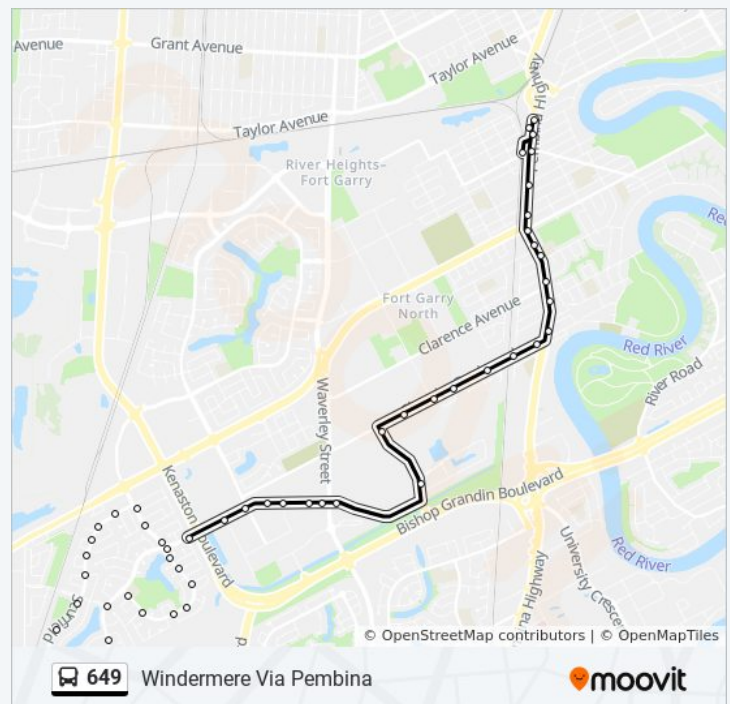 Avenue
Grant Avenue
Taylor Avenue
Taylor Avenue
River Heights–
Fort Garry
Fort Garry
North
Clarence Avenue
Red River
River Road
Waverley Street
Kenaston Boulevard
Bishop Grandin Boulevard
University Cresce
Red River
na Highway
© OpenStreetMap contributors | © OpenMapTiles
649 Windermere Via Pembina
moovit